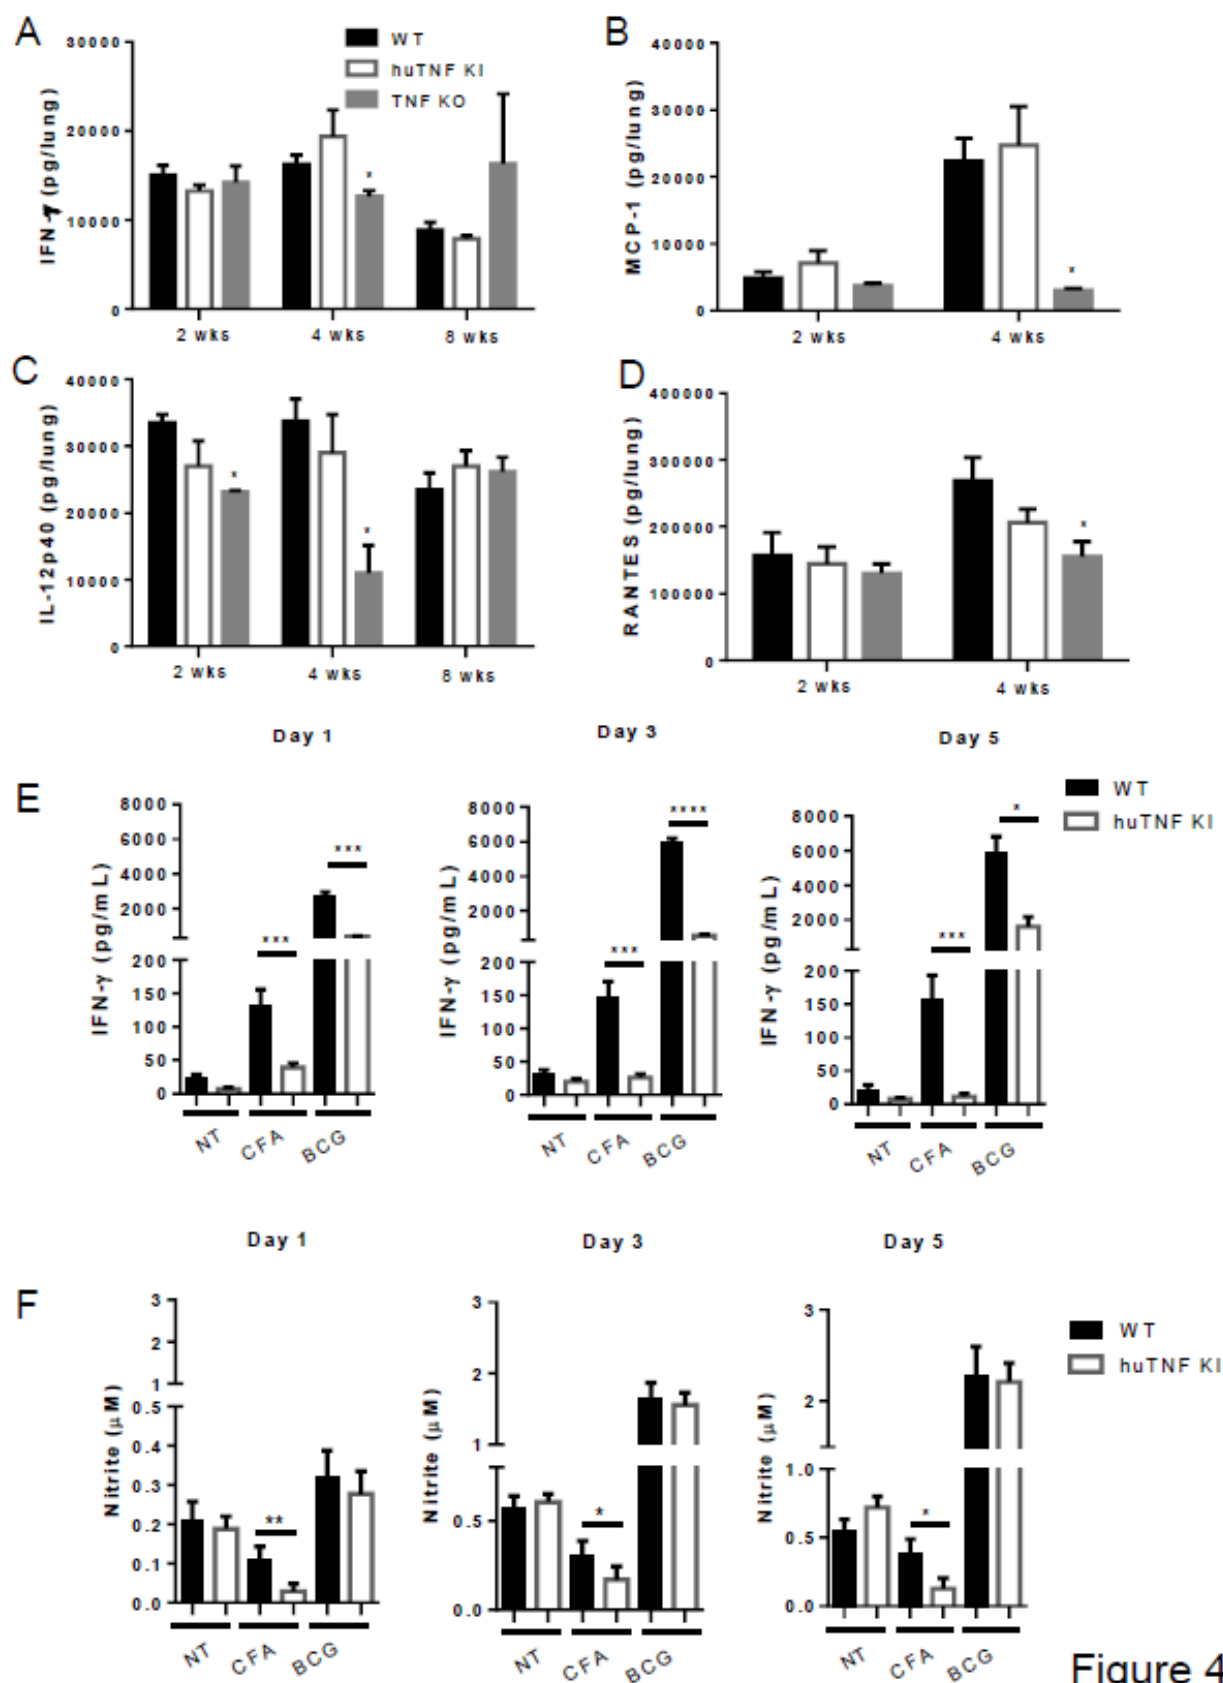 A
30000
20000
10000
0
IFN-γ (pg/lung)
WT
huTNF KI
TNF KO
*
2 wks
4 wks
8 wks
B
40000
30000
20000
10000
0
MCP-1 (pg/lung)
*
2 wks
4 wks
C
40000
30000
20000
10000
0
IL-12p40 (pg/lung)
*
*
2 wks
4 wks
8 wks
D
400000
300000
200000
100000
0
RANTES (pg/lung)
*
2 wks
4 wks
Day 1
Day 3
Day 5
E
8000
6000
4000
2000
200
150
100
50
0
IFN-γ (pg/mL)
***
***
NT
CFA
BCG
8000
6000
4000
2000
200
150
100
50
0
IFN-γ (pg/mL)
***
****
NT
CFA
BCG
8000
6000
4000
2000
200
150
100
50
0
IFN-γ (pg/mL)
***
*
NT
CFA
BCG
WT
huTNF KI
Day 1
Day 3
Day 5
F
3
2
1
0.5
0.4
0.3
0.2
0.1
0.0
Nitrite (μM)
**
NT
CFA
BCG
3
2
1
0.5
0.0
Nitrite (μM)
*
NT
CFA
BCG
3
2
1.0
0.5
0.0
Nitrite (μM)
*
NT
CFA
BCG
WT
huTNF KI
Figure 4